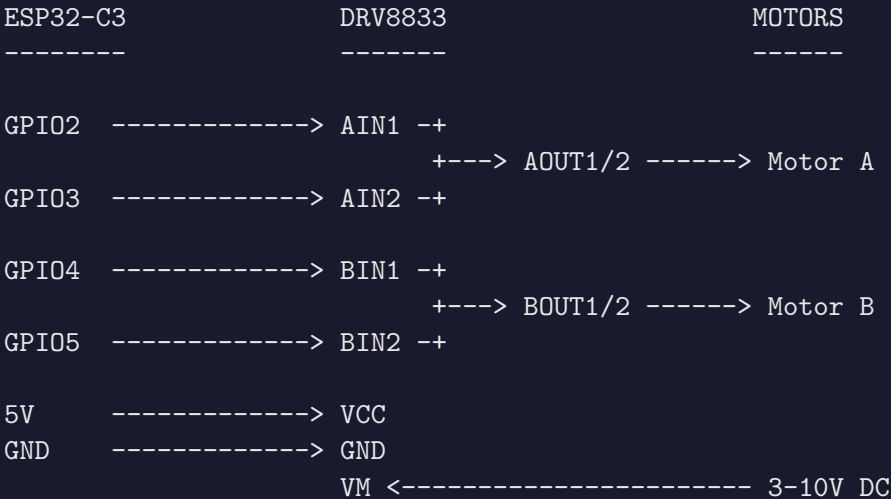 ESP32-C3              DRV8833                    MOTORS
--------              -------                    ------
GPIO2  -------------> AIN1 -+
                            +---> AOUT1/2 ------> Motor A
GPIO3  -------------> AIN2 -+
GPIO4  -------------> BIN1 -+
                            +---> BOUT1/2 ------> Motor B
GPIO5  -------------> BIN2 -+
5V     -------------> VCC
GND    -------------> GND
                      VM <----------------------- 3-10V DC